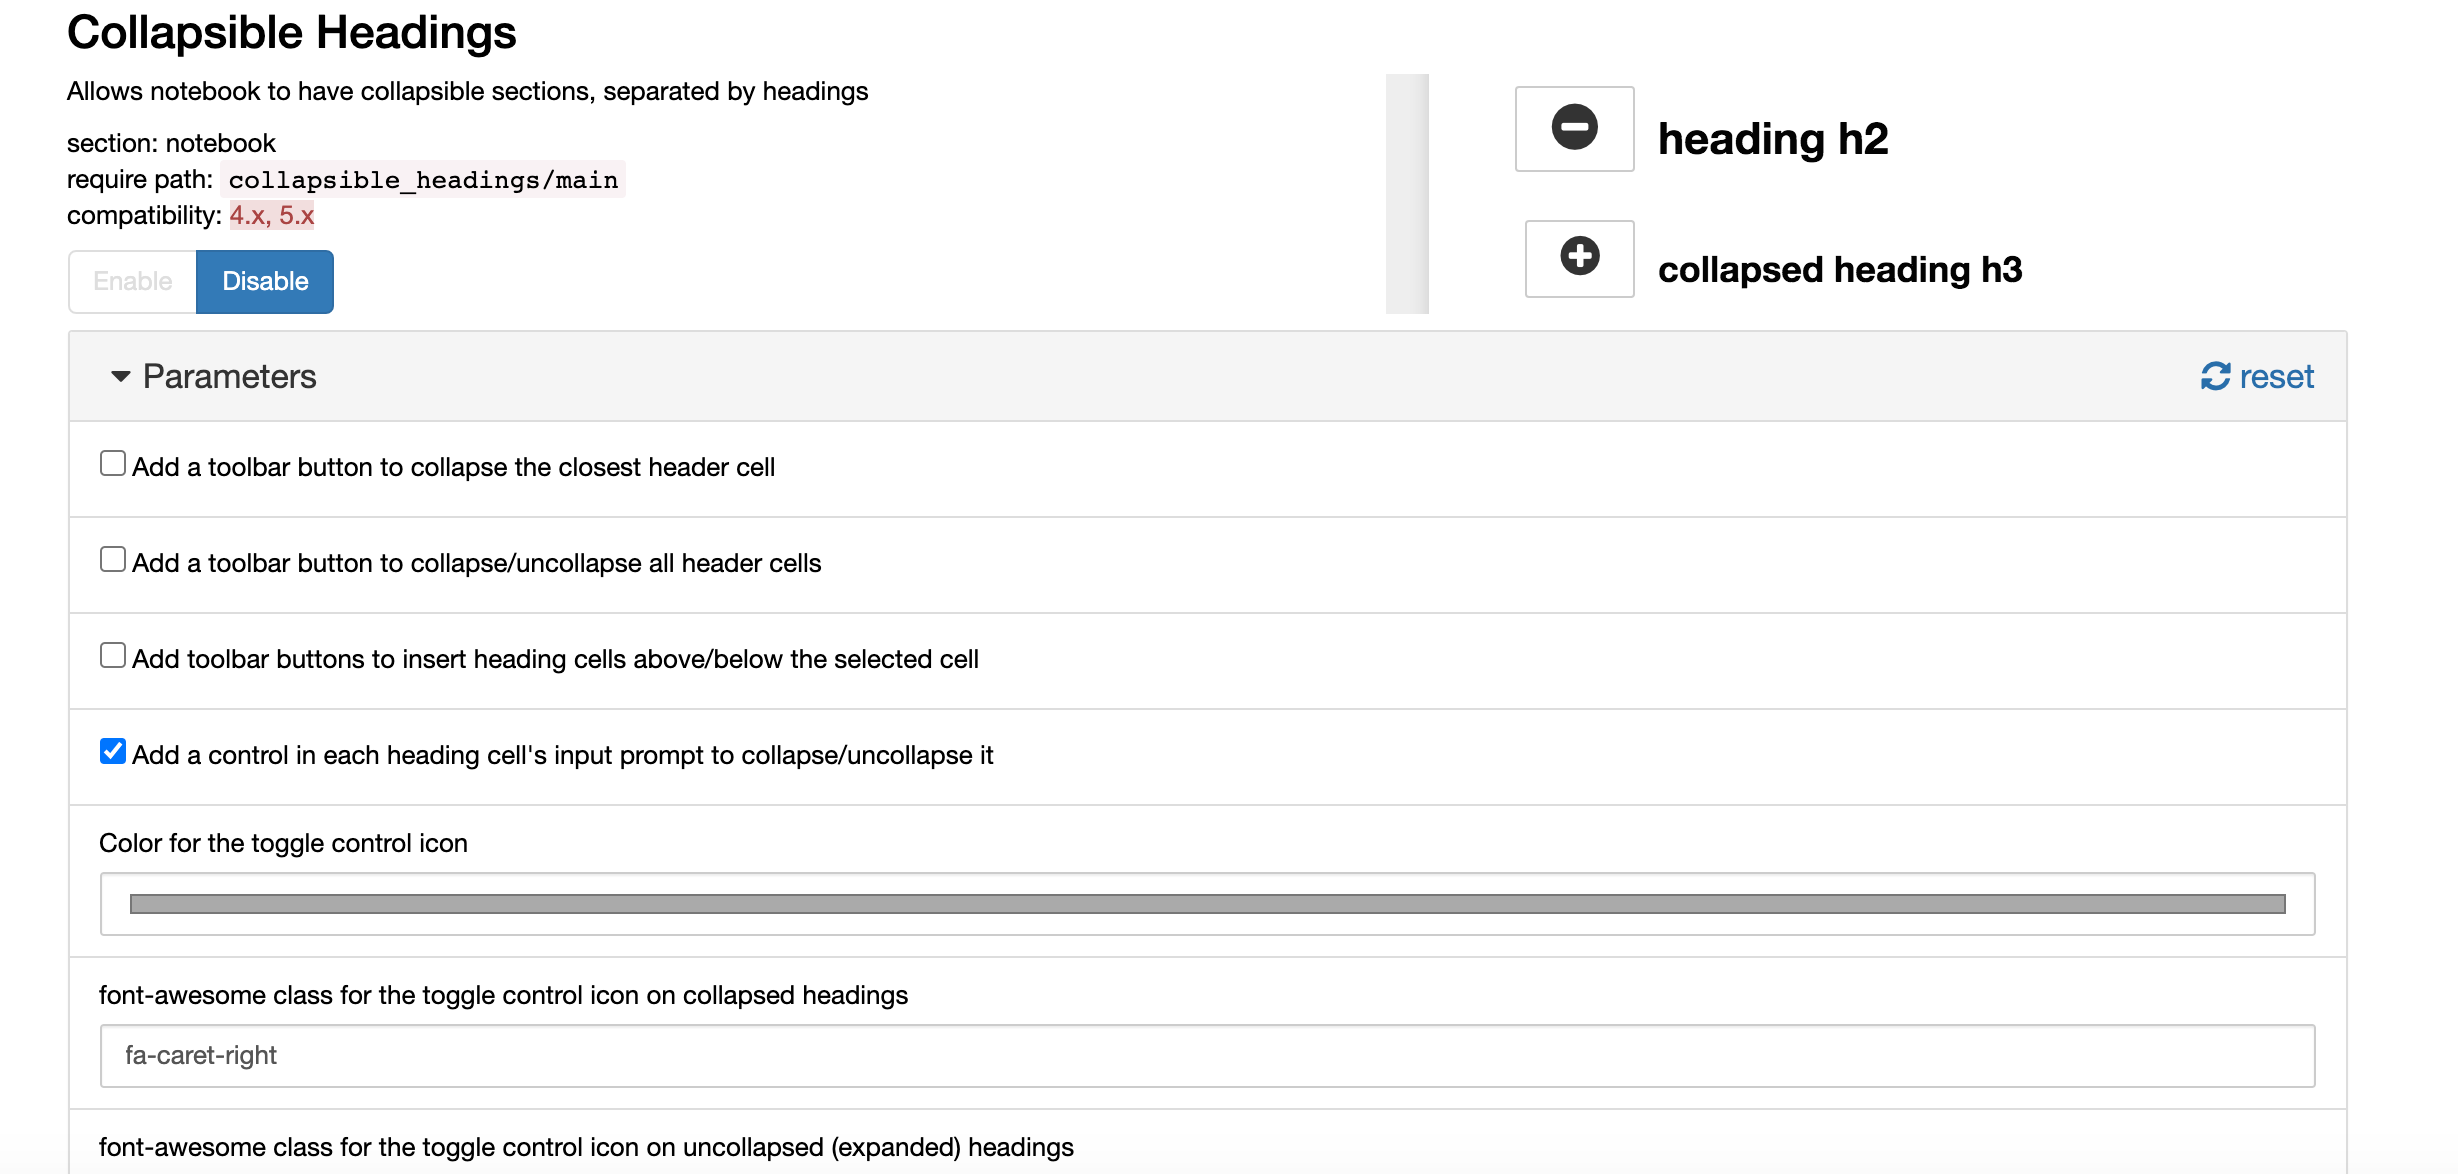 Collapsible Headings
Allows notebook to have collapsible sections, separated by headings
section: notebook
require path: collapsible_headings/main
compatibility: 4.x, 5.x
Enable Disable
heading h2
collapsed heading h3
Parameters
reset
Add a toolbar button to collapse the closest header cell
Add a toolbar button to collapse/uncollapse all header cells
Add toolbar buttons to insert heading cells above/below the selected cell
Add a control in each heading cell's input prompt to collapse/uncollapse it
Color for the toggle control icon
font-awesome class for the toggle control icon on collapsed headings
fa-caret-right
font-awesome class for the toggle control icon on uncollapsed (expanded) headings